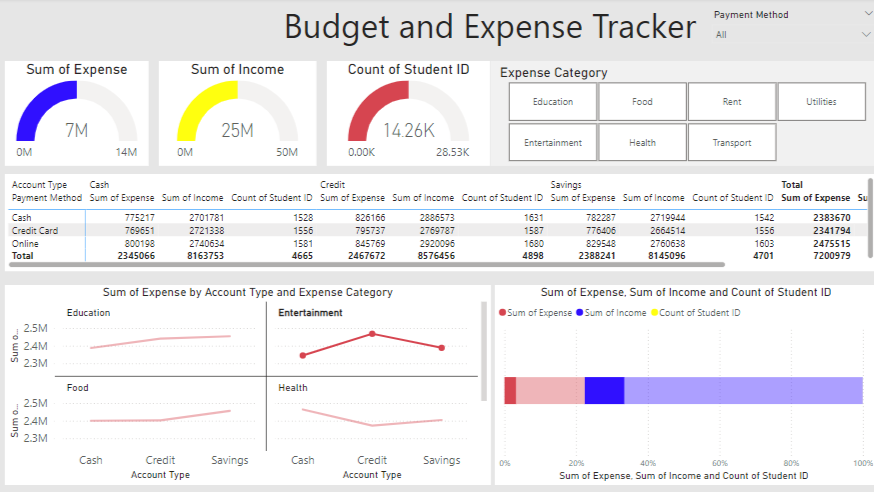 Budget and Expense Tracker
Payment Method
All
Sum of Expense
7M
0M 14M
Sum of Income
25M
0M 50M
Count of Student ID
14.26K
0.00K 28.53K
Expense Category
Education Food Rent Utilities
Entertainment Health Transport
Account Type Cash Credit Savings Total
Payment Method Sum of Expense Sum of Income Count of Student ID Sum of Expense Sum of Income Count of Student ID Sum of Expense Sum of Income Count of Student ID Sum of Expense Su
Cash 775217 2701781 1528 826166 2886573 1631 782287 2719944 1542 2383670
Credit Card 769651 2721338 1556 795737 2769787 1587 776406 2664514 1556 2341794
Online 800198 2740634 1581 845769 2920096 1680 829548 2760638 1603 2475515
Total 2345066 8163753 4665 2467672 8576456 4898 2388241 8145096 4701 7200979
Sum of Expense by Account Type and Expense Category
Education Entertainment
2.5M
2.4M
2.3M
Sum o...
Food Health
2.5M
2.4M
2.3M
Sum o...
Cash Credit Savings Cash Credit Savings
Account Type Account Type
Sum of Expense, Sum of Income and Count of Student ID
Sum of Expense Sum of Income Count of Student ID
0% 20% 40% 60% 80% 100%
Sum of Expense, Sum of Income and Count of Student ID